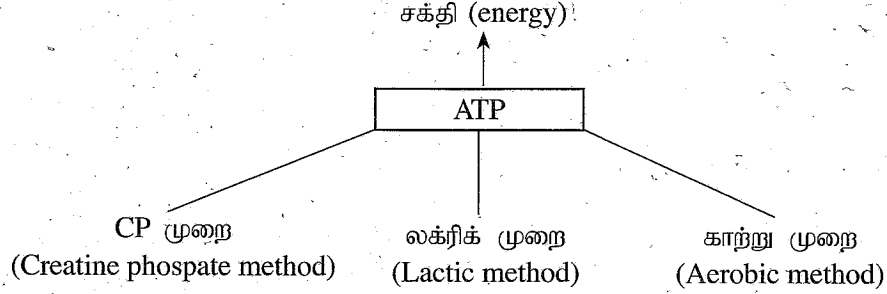 சக்தி (energy)
ATP
CP முறை
(Creatine phospate method)
லக்ரிக் முறை
(Lactic method)
காற்று முறை
(Aerobic method)